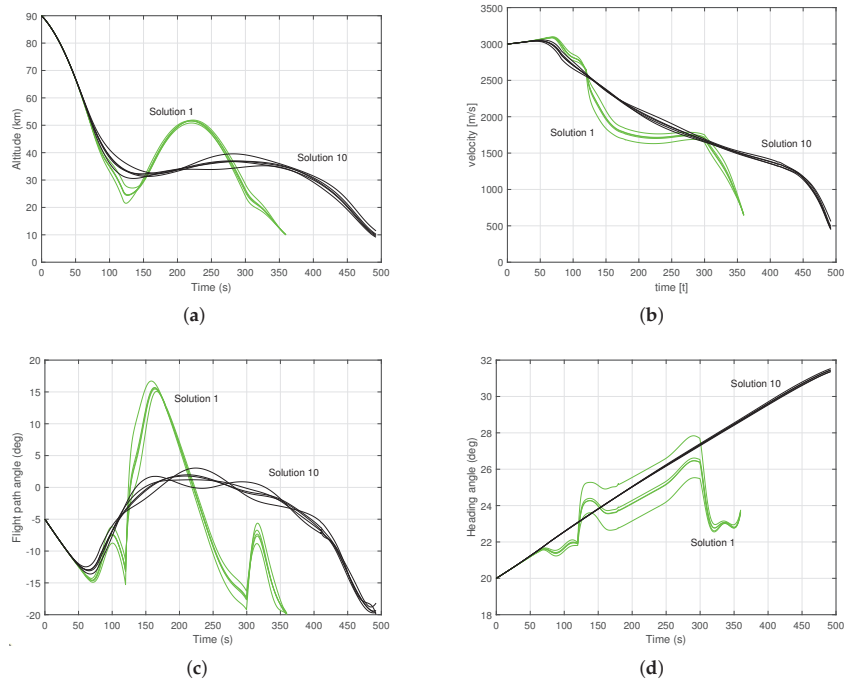 90
80
70
60
50
40
30
20
10
0
Altitude (km)
Solution 1
Solution 10
0 50 100 150 200 250 300 350 400 450 500
Time (s)
(a)
3500
3000
2500
2000
1500
1000
500
0
velocity [m/s]
Solution 1
Solution 10
0 50 100 150 200 250 300 350 400 450 500
time [t]
(b)
20
15
10
5
0
-5
-10
-15
-20
Flight path angle (deg)
Solution 1
Solution 10
0 50 100 150 200 250 300 350 400 450 500
Time (s)
(c)
32
30
28
26
24
22
20
18
Heading angle (deg)
Solution 10
Solution 1
0 50 100 150 200 250 300 350 400 450 500
Time (s)
(d)
.